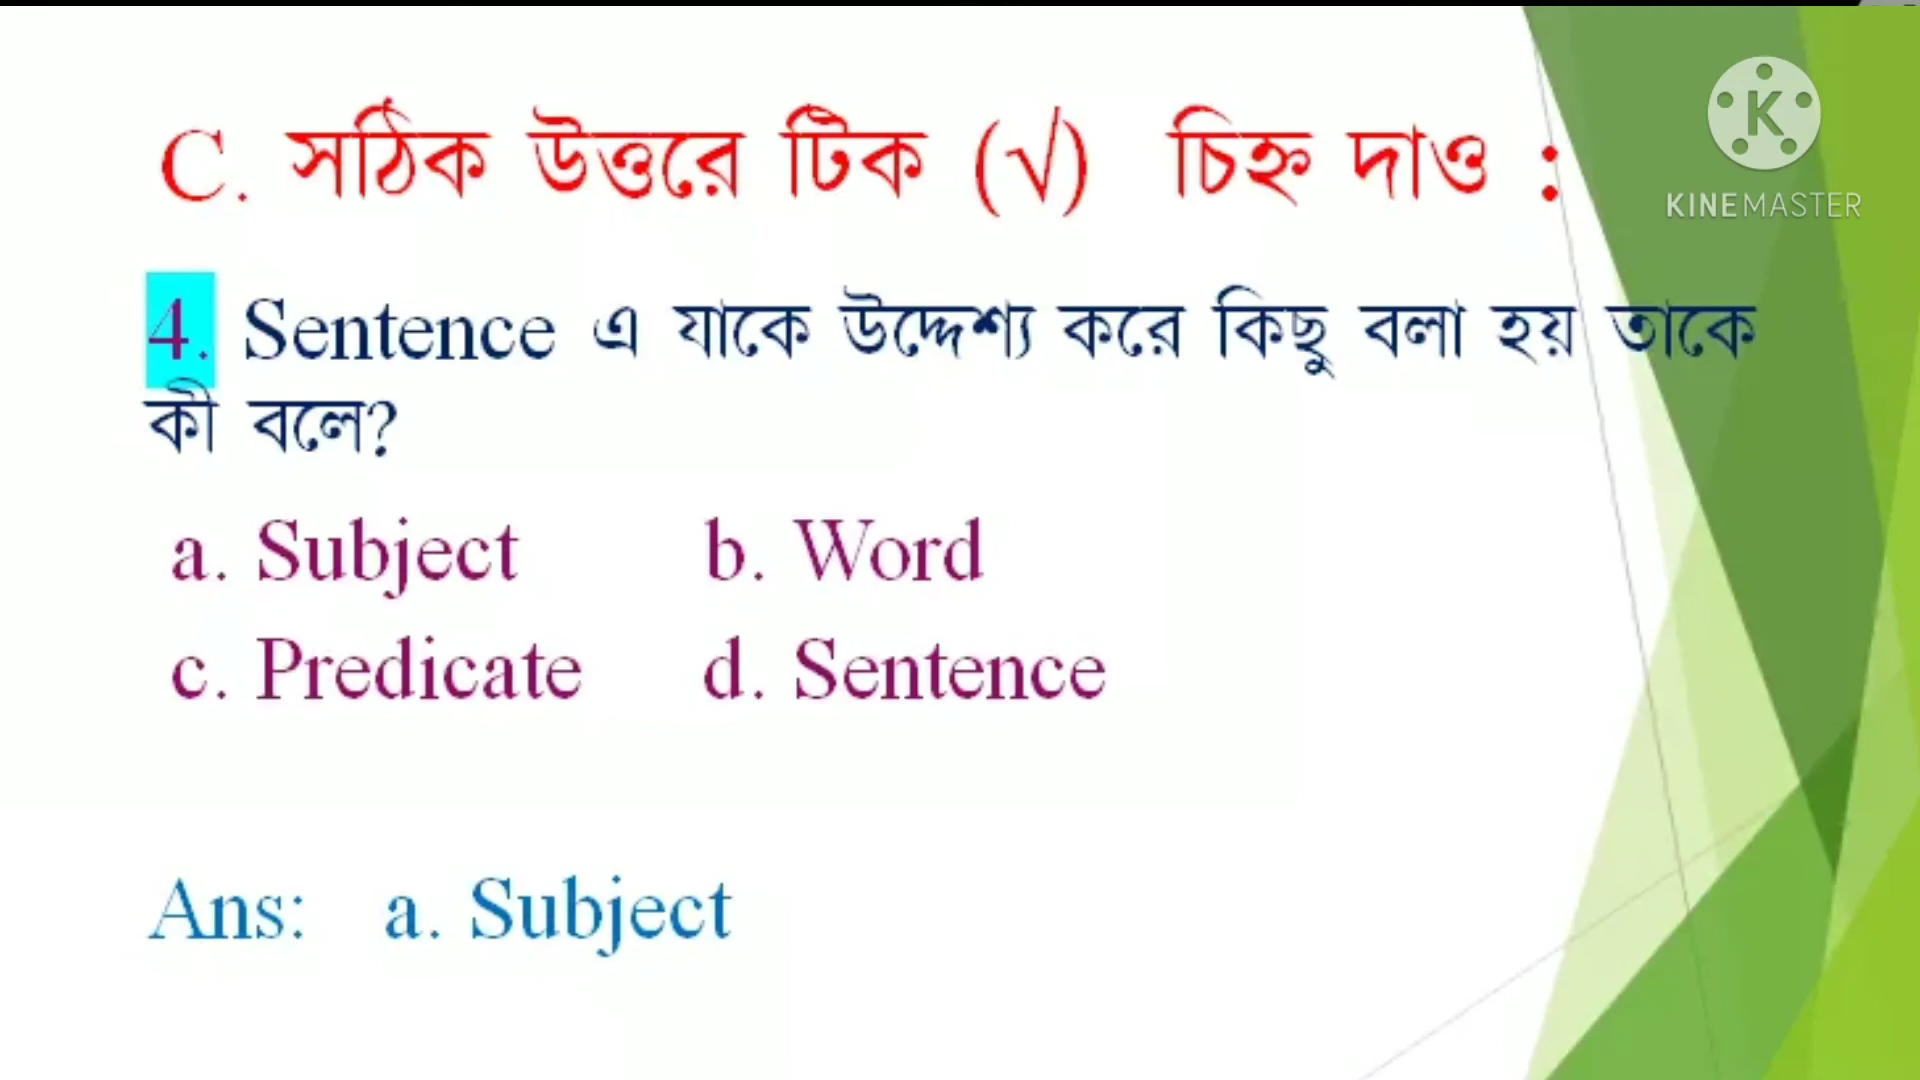 C. সঠিক উত্তরে টিক (√) চিহ্ন দাও :
KINEMASTER
4. Sentence এ যাকে উদ্দেশ্য করে কিছু বলা হয় তাকে
কী বলে?
a. Subject b. Word
c. Predicate d. Sentence
Ans: a. Subject